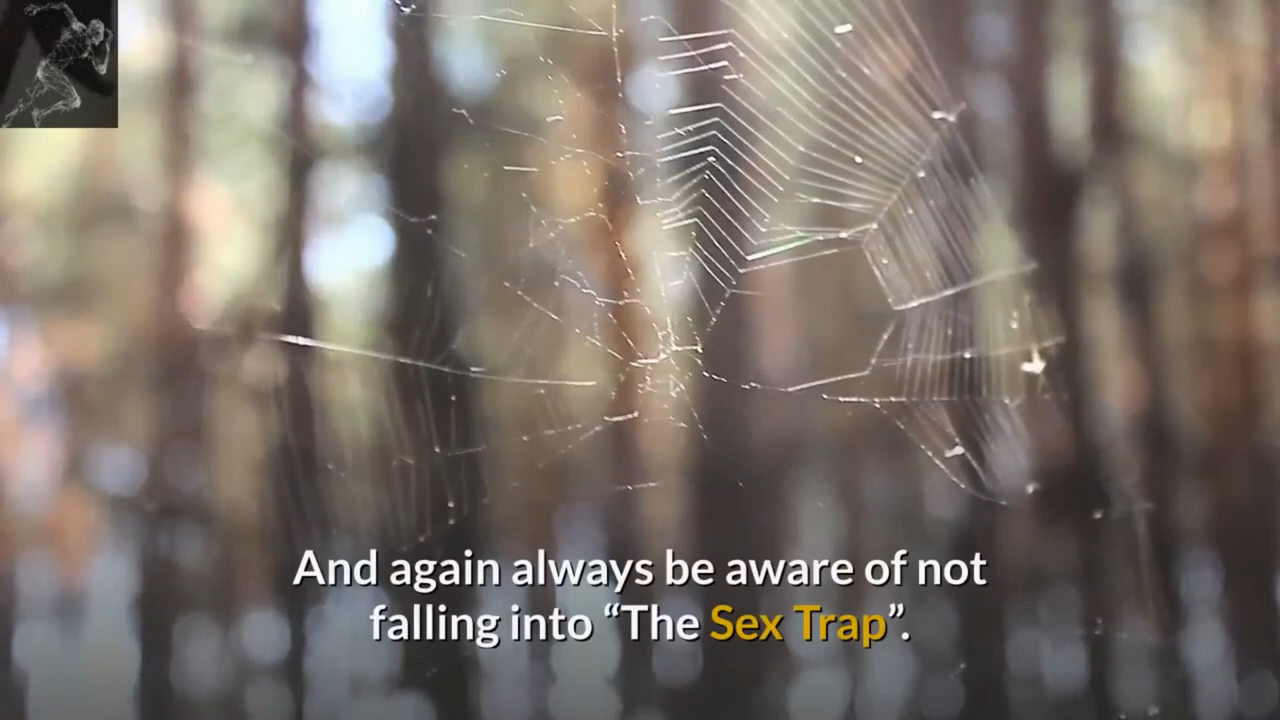 And again always be aware of not
falling into “The Sex Trap”.